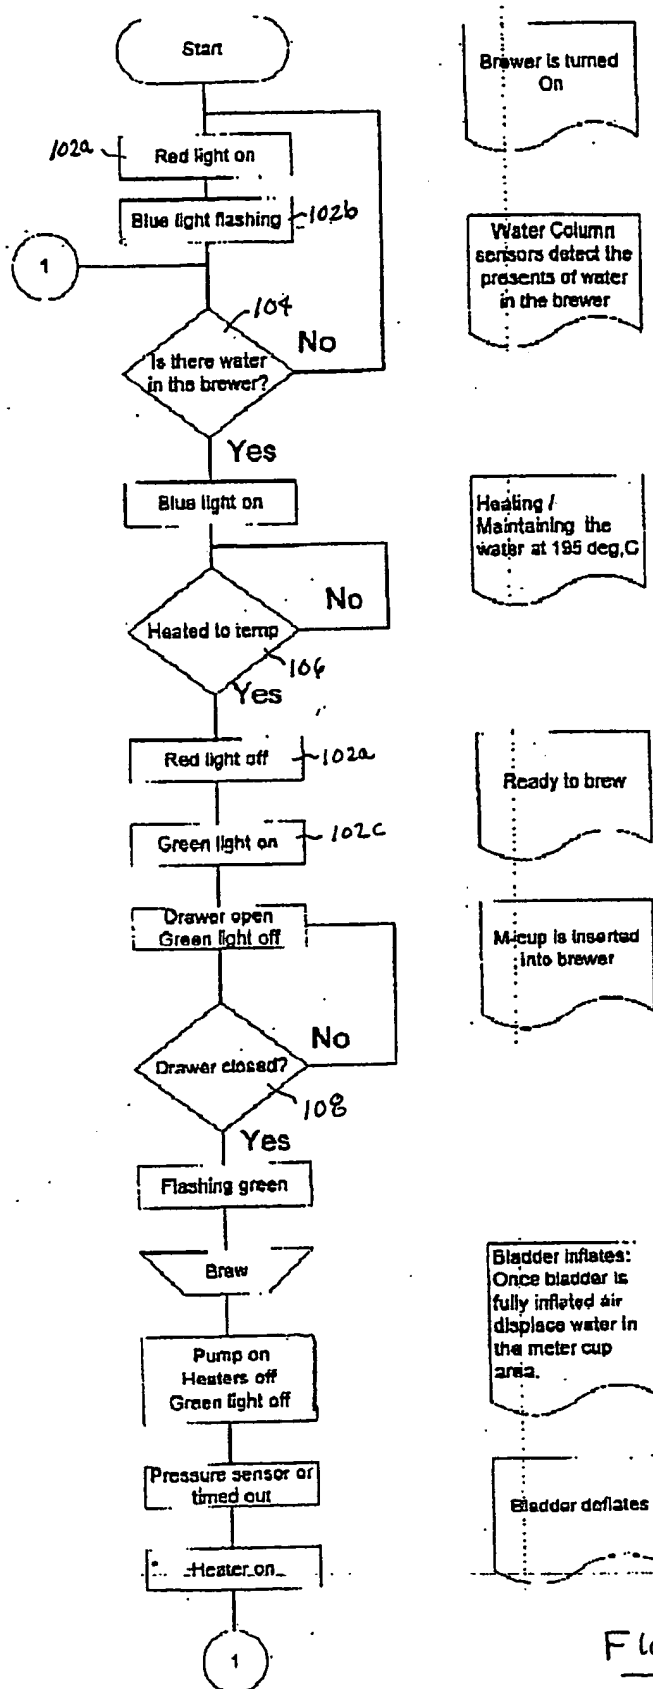 Start
Brewer is turned
On
102a
Red light on
Blue light flashing
102b
1
Water Column
sensors detect the
presents of water
in the brewer
104
No
Is there water
in the brewer?
Yes
Blue light on
Heating /
Maintaining the
water at 195 deg,C
No
Heated to temp
106
Yes
Red light off
102a
Ready to brew
Green light on
102c
Drawer open
Green light off
M-cup is inserted
into brewer
No
Drawer closed?
108
Yes
Flashing green
Brew
Bladder inflates:
Once bladder is
fully inflated air
displace water in
the meter cup
area.
Pump on
Heaters off
Green light off
Pressure sensor or
timed out
Bladder deflates
Heater on
1